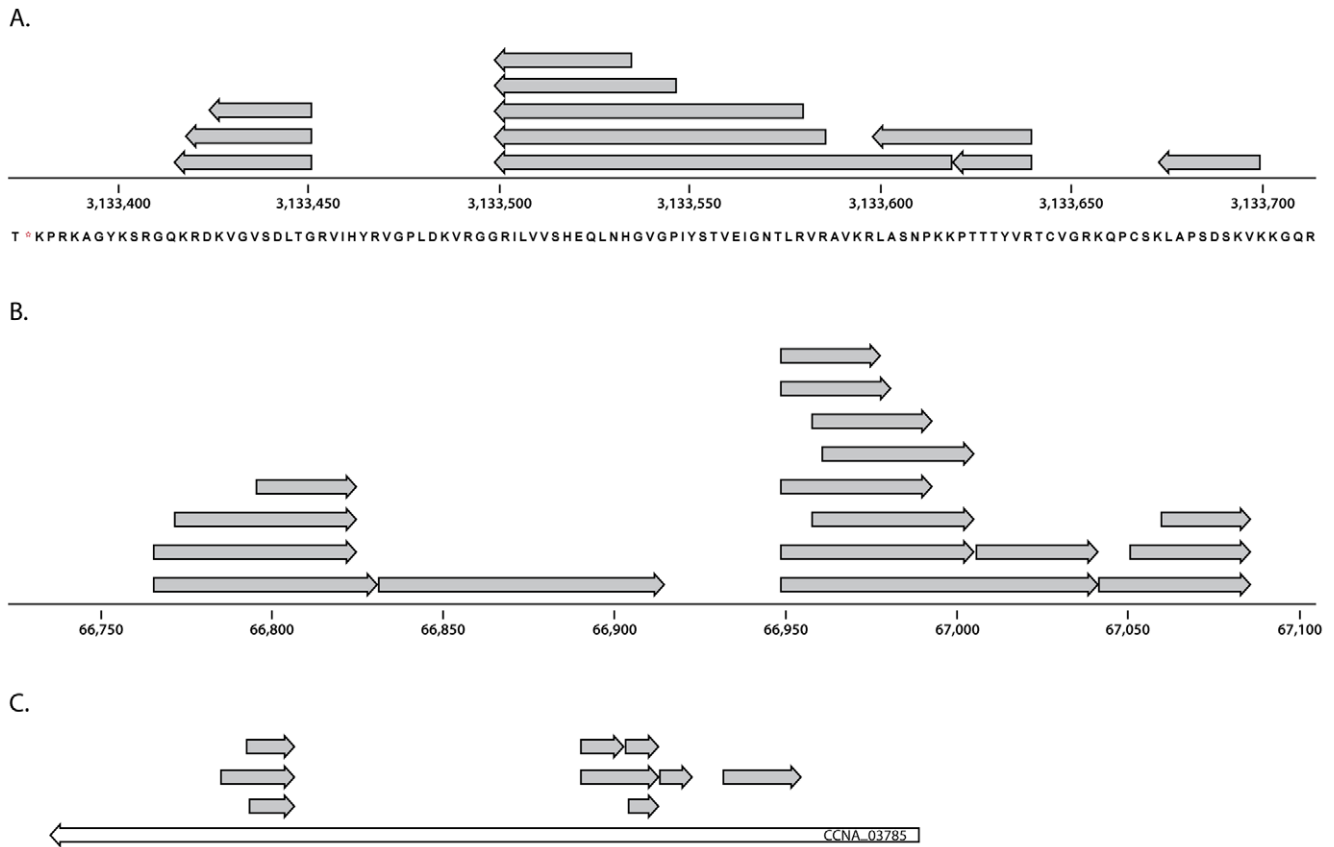 A.
3,133,400 3,133,450 3,133,500 3,133,550 3,133,600 3,133,650 3,133,700
T * K P R K A G Y K S R G Q K R D K V G V S D L T G R V I H Y R V G P L D K V R G G R I L V V S H E Q L N H G V G P I Y S T V E I G N T L R V R A V K R L A S N P K K P T T T Y V R T C V G R K Q P C S K L A P S D S K V K K G Q R
B.
66,750 66,800 66,850 66,900 66,950 67,000 67,050 67,100
C.
CCNA_03785